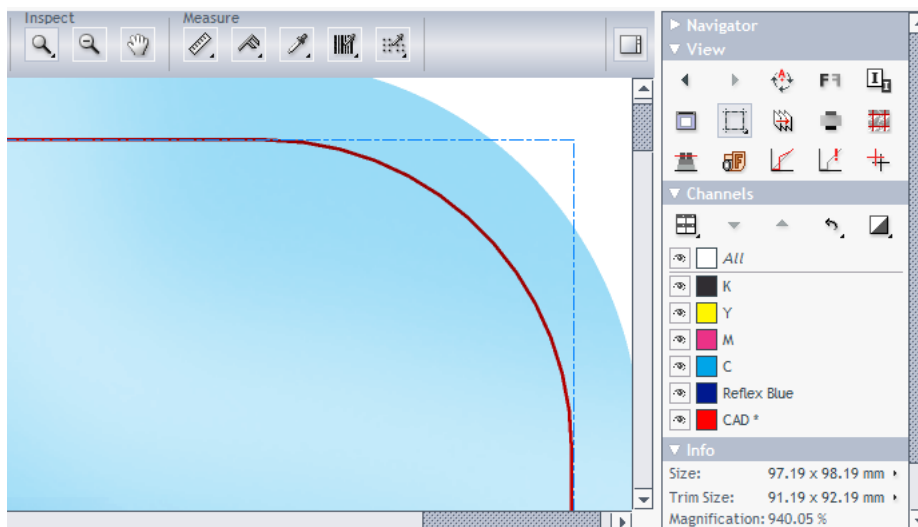 Inspect
Measure
Navigator
View
Channels
All
K
Y
M
C
Reflex Blue
CAD *
Info
Size: 97.19 x 98.19 mm
Trim Size: 91.19 x 92.19 mm
Magnification: 940.05 %